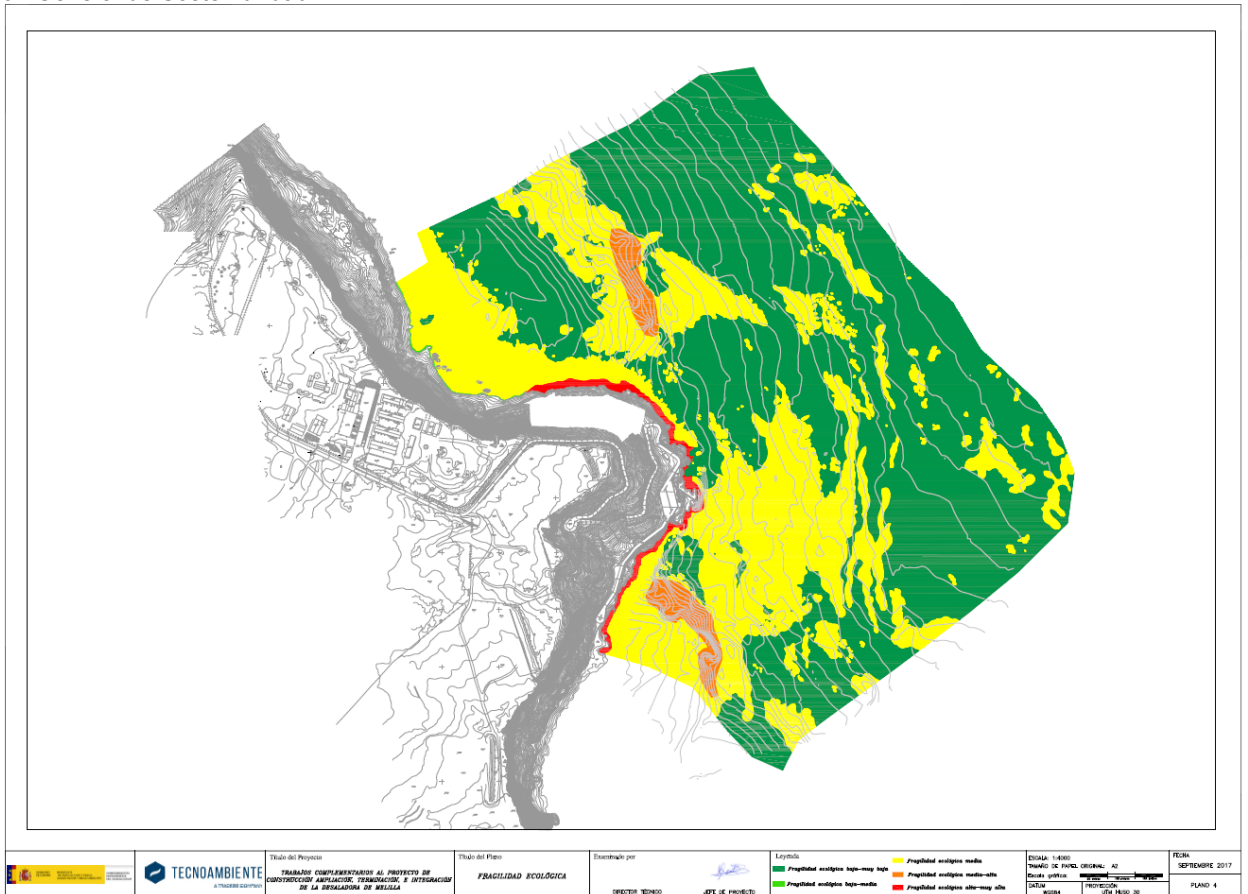 TECNOAMBIENTE
Título del Proyecto
TRABAJOS COMPLEMENTARIOS AL PROYECTO DE
CONSTRUCCIÓN AMPLIACIÓN, TERMINACIÓN, E INTEGRACIÓN
DE LA DESALADORA DE MELILLA
Título del Plano
FRAGILIDAD ECOLÓGICA
Examinado por
DIRECTOR TÉCNICO
JEFE DE PROYECTO
Leyenda
Fragilidad ecológica baja-muy baja
Fragilidad ecológica baja-media
Fragilidad ecológica media
Fragilidad ecológica media-alta
Fragilidad ecológica alta-muy alta
ESCALA: 1:4000
TAMAÑO DE PAPEL ORIGINAL: A2
Escala gráfica:
DATUM
WGS84
PROYECCIÓN
UTM HUSO 30
FECHA
SEPTIEMBRE 2017
PLANO 4